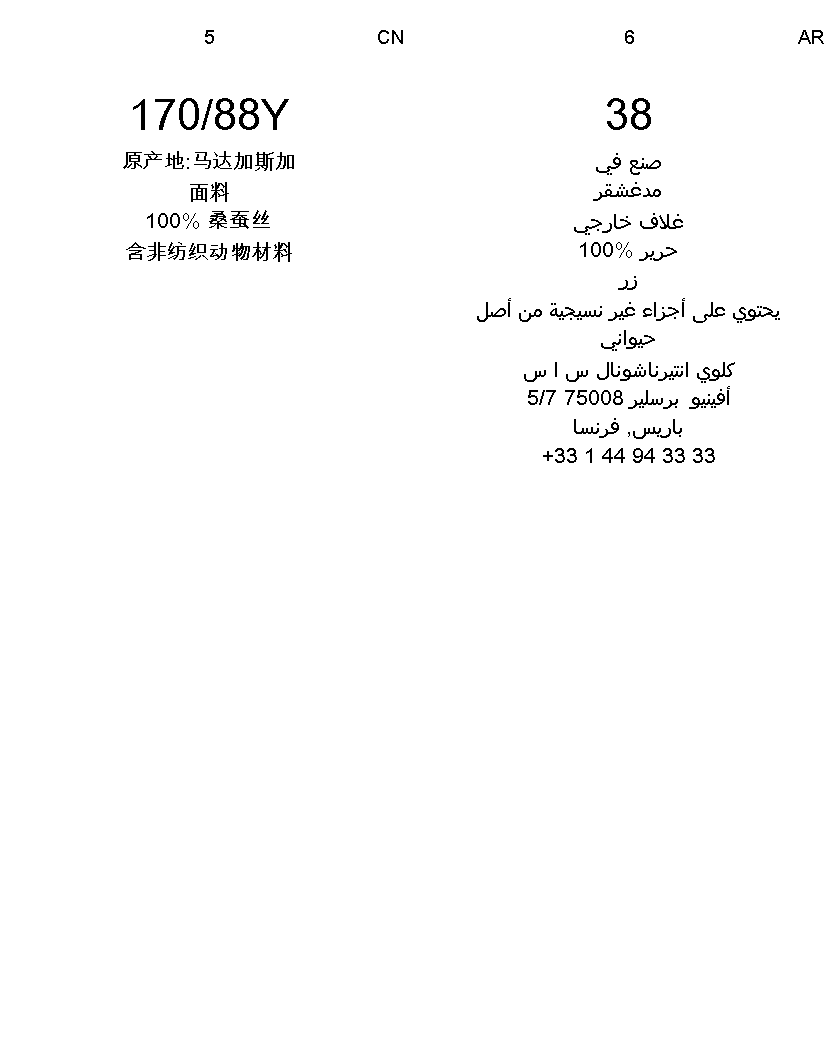 5
CN
170/88Y
原产地:马达加斯加
面料
100% 桑蚕丝
含非纺织动物材料
6
AR
38
صنع في
مدغشقر
غلاف خارجي
100% حرير
زر
يحتوي على أجزاء غير نسيجية من أصل
حيواني
كلوي انتيرناشونال س ا س
5/7 75008 أفينيو برسلير
باريس, فرنسا
+33 1 44 94 33 33